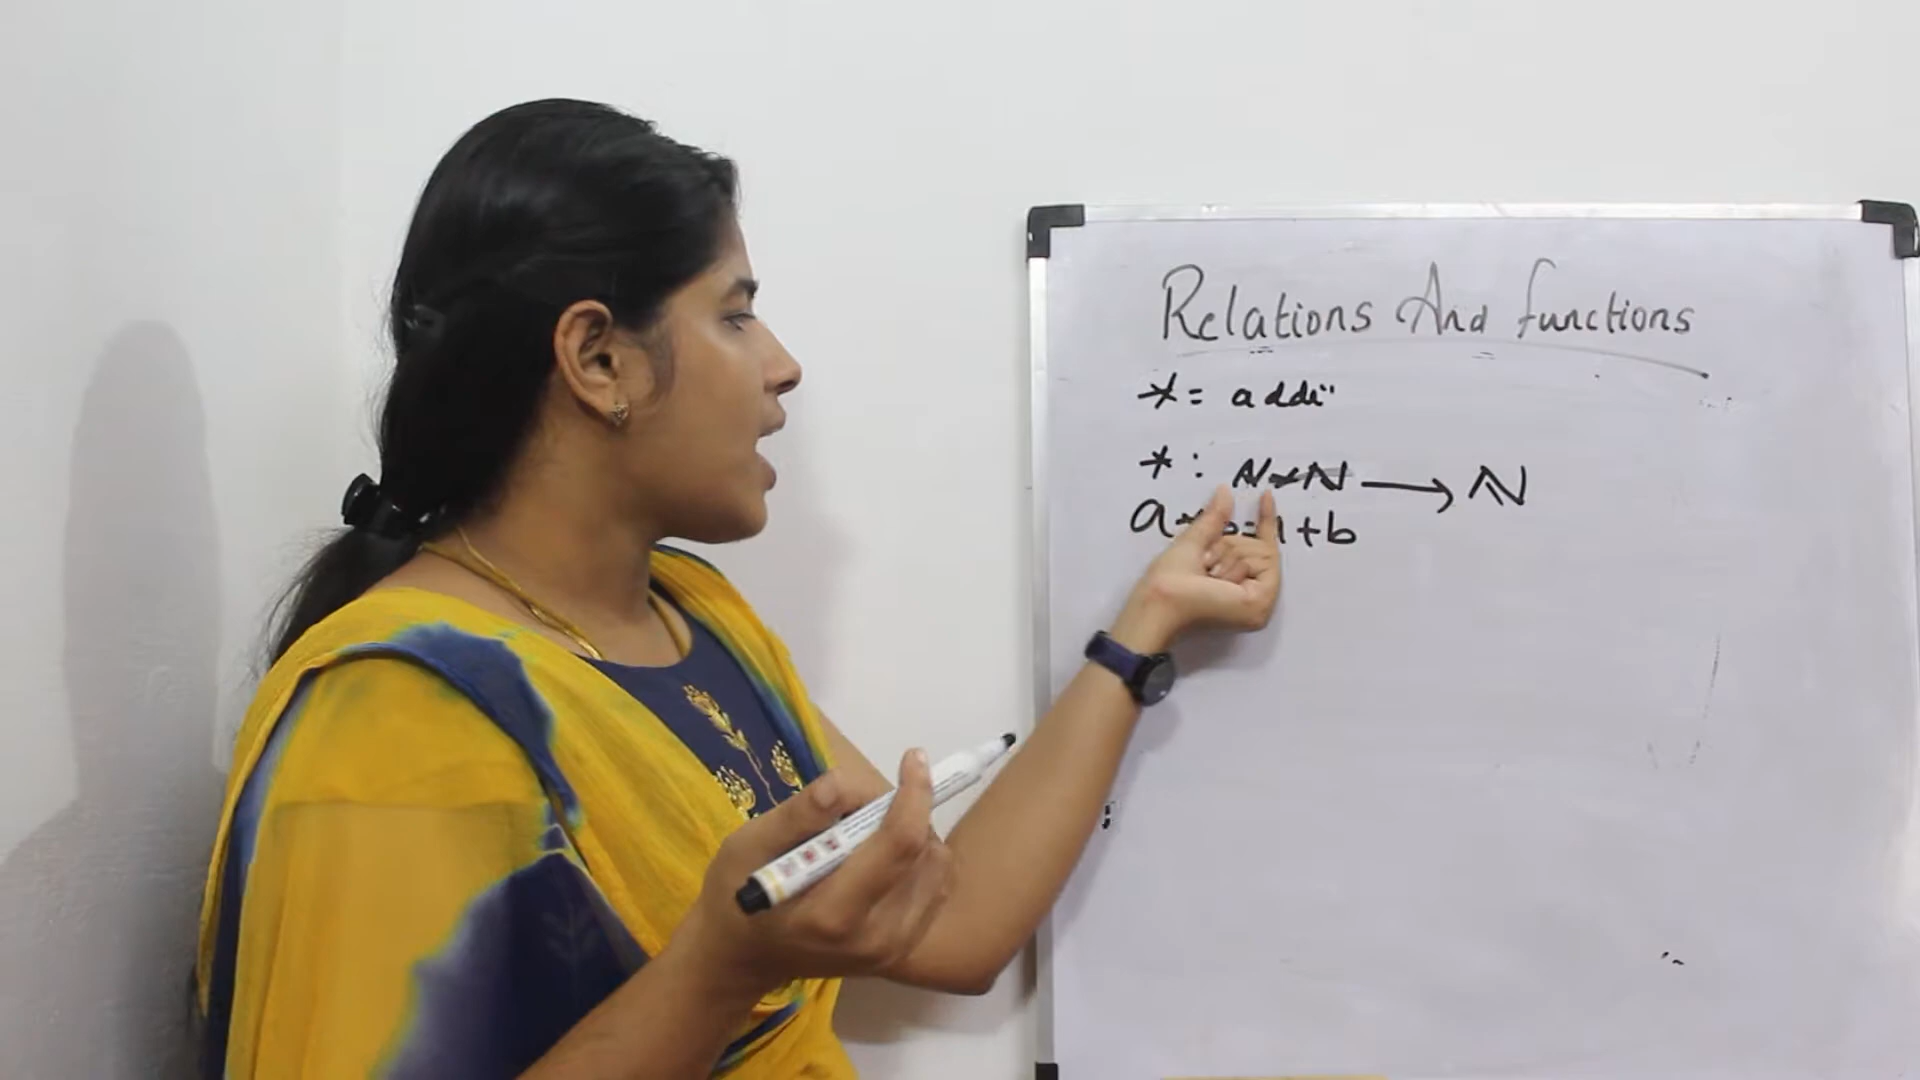 Relations And functions
* = addi"
* : N×N → N
a * b = a + b